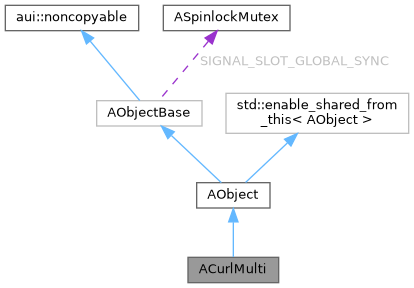 aui::noncopyable
ASpinlockMutex
SIGNAL_SLOT_GLOBAL_SYNC
AObjectBase
std::enable_shared_from
_this< AObject >
AObject
ACurlMulti